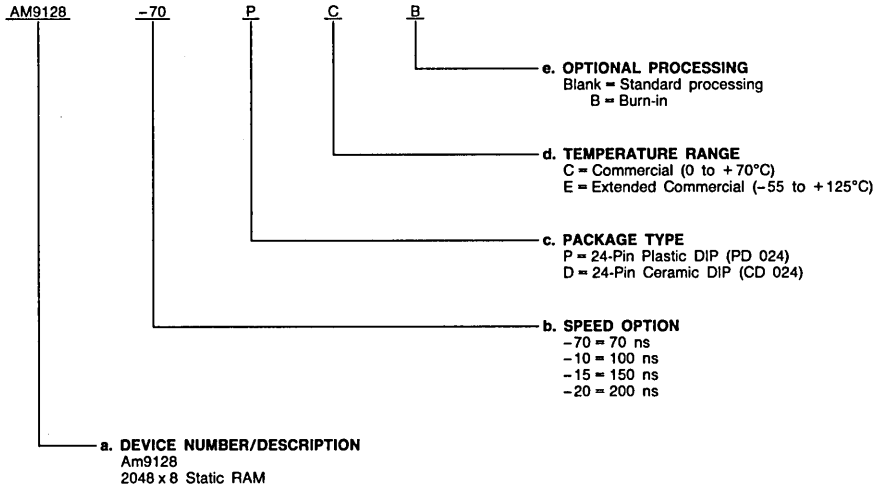 AM9128 -70 P C B
e. OPTIONAL PROCESSING
Blank = Standard processing
B = Burn-in
d. TEMPERATURE RANGE
C = Commercial (0 to +70°C)
E = Extended Commercial (-55 to +125°C)
c. PACKAGE TYPE
P = 24-Pin Plastic DIP (PD 024)
D = 24-Pin Ceramic DIP (CD 024)
b. SPEED OPTION
-70 = 70 ns
-10 = 100 ns
-15 = 150 ns
-20 = 200 ns
a. DEVICE NUMBER/DESCRIPTION
Am9128
2048 x 8 Static RAM